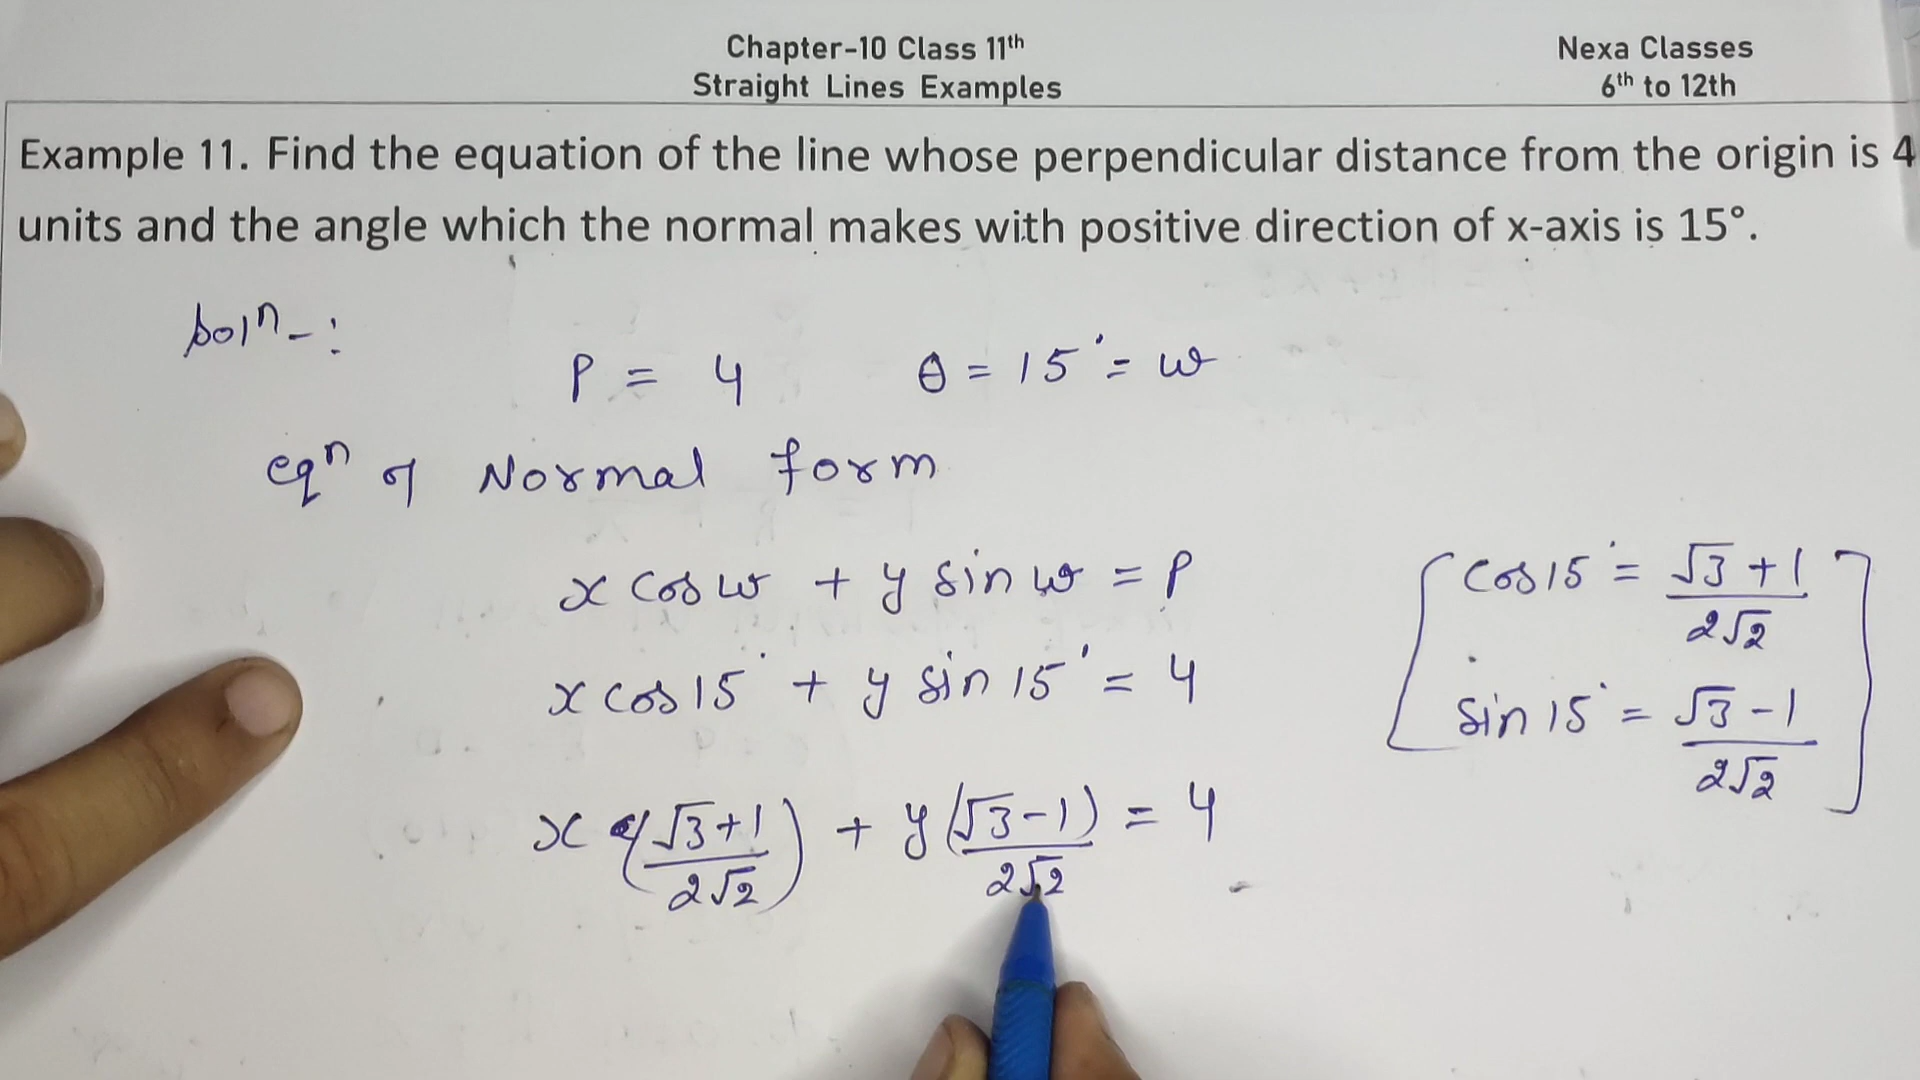 Chapter-10 Class 11th
Straight Lines Examples
Nexa Classes
6th to 12th
Example 11. Find the equation of the line whose perpendicular distance from the origin is 4
units and the angle which the normal makes with positive direction of x-axis is 15°.
Solⁿ-:
P = 4    θ = 15° = ω
eqⁿ of Normal form
x cos ω + y sin ω = P
x cos 15° + y sin 15° = 4
x ((√3+1)/(2√2)) + y (√3-1)/(2√2) = 4
[cos 15° = (√3+1)/(2√2)
sin 15° = (√3-1)/(2√2)]